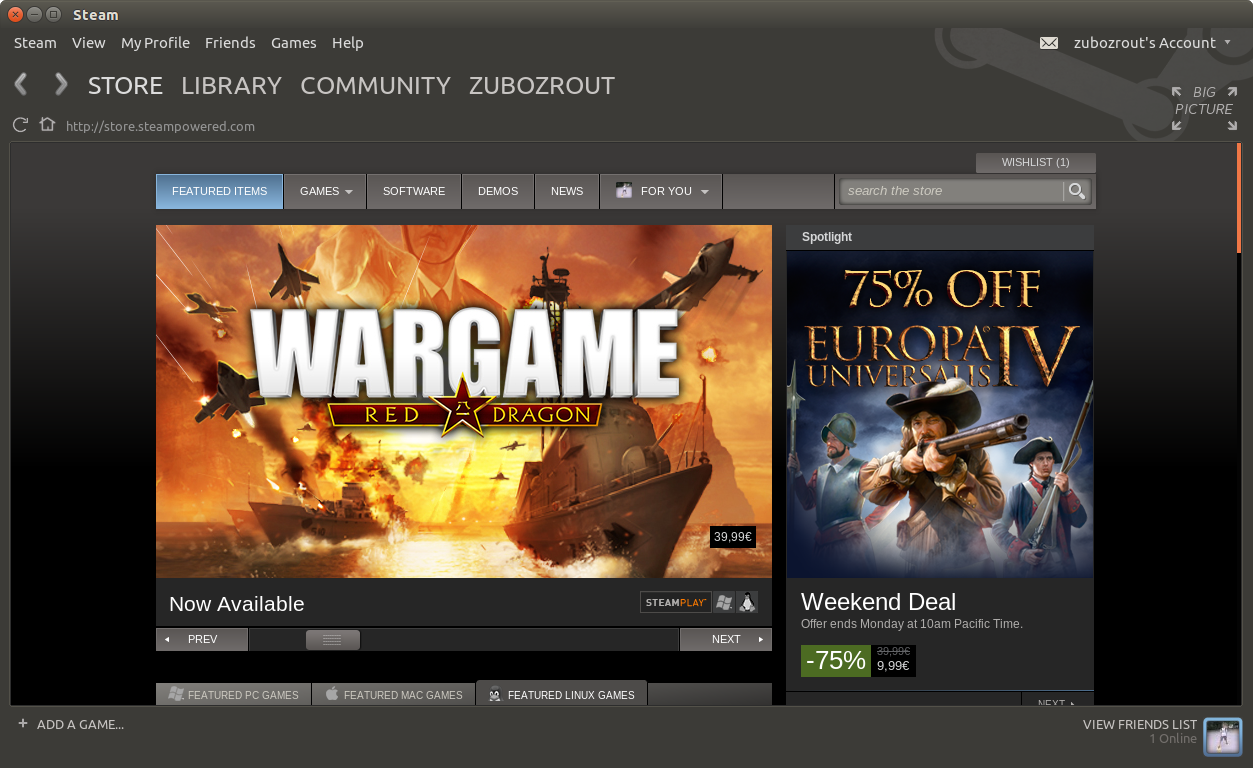 Steam
Steam View My Profile Friends Games Help
zubozrout's Account
STORE LIBRARY COMMUNITY ZUBOZROUT
BIG
PICTURE
http://store.steampowered.com
WISHLIST (1)
FEATURED ITEMS GAMES SOFTWARE DEMOS NEWS FOR YOU
search the store
WARGAME
RED DRAGON
39,99€
Now Available
STEAMPLAY™
PREV NEXT
FEATURED PC GAMES FEATURED MAC GAMES FEATURED LINUX GAMES
Spotlight
75% OFF
EUROPA
UNIVERSALIS IV
Weekend Deal
Offer ends Monday at 10am Pacific Time.
-75%
39,99€
9,99€
NEXT
+ ADD A GAME...
VIEW FRIENDS LIST
1 Online